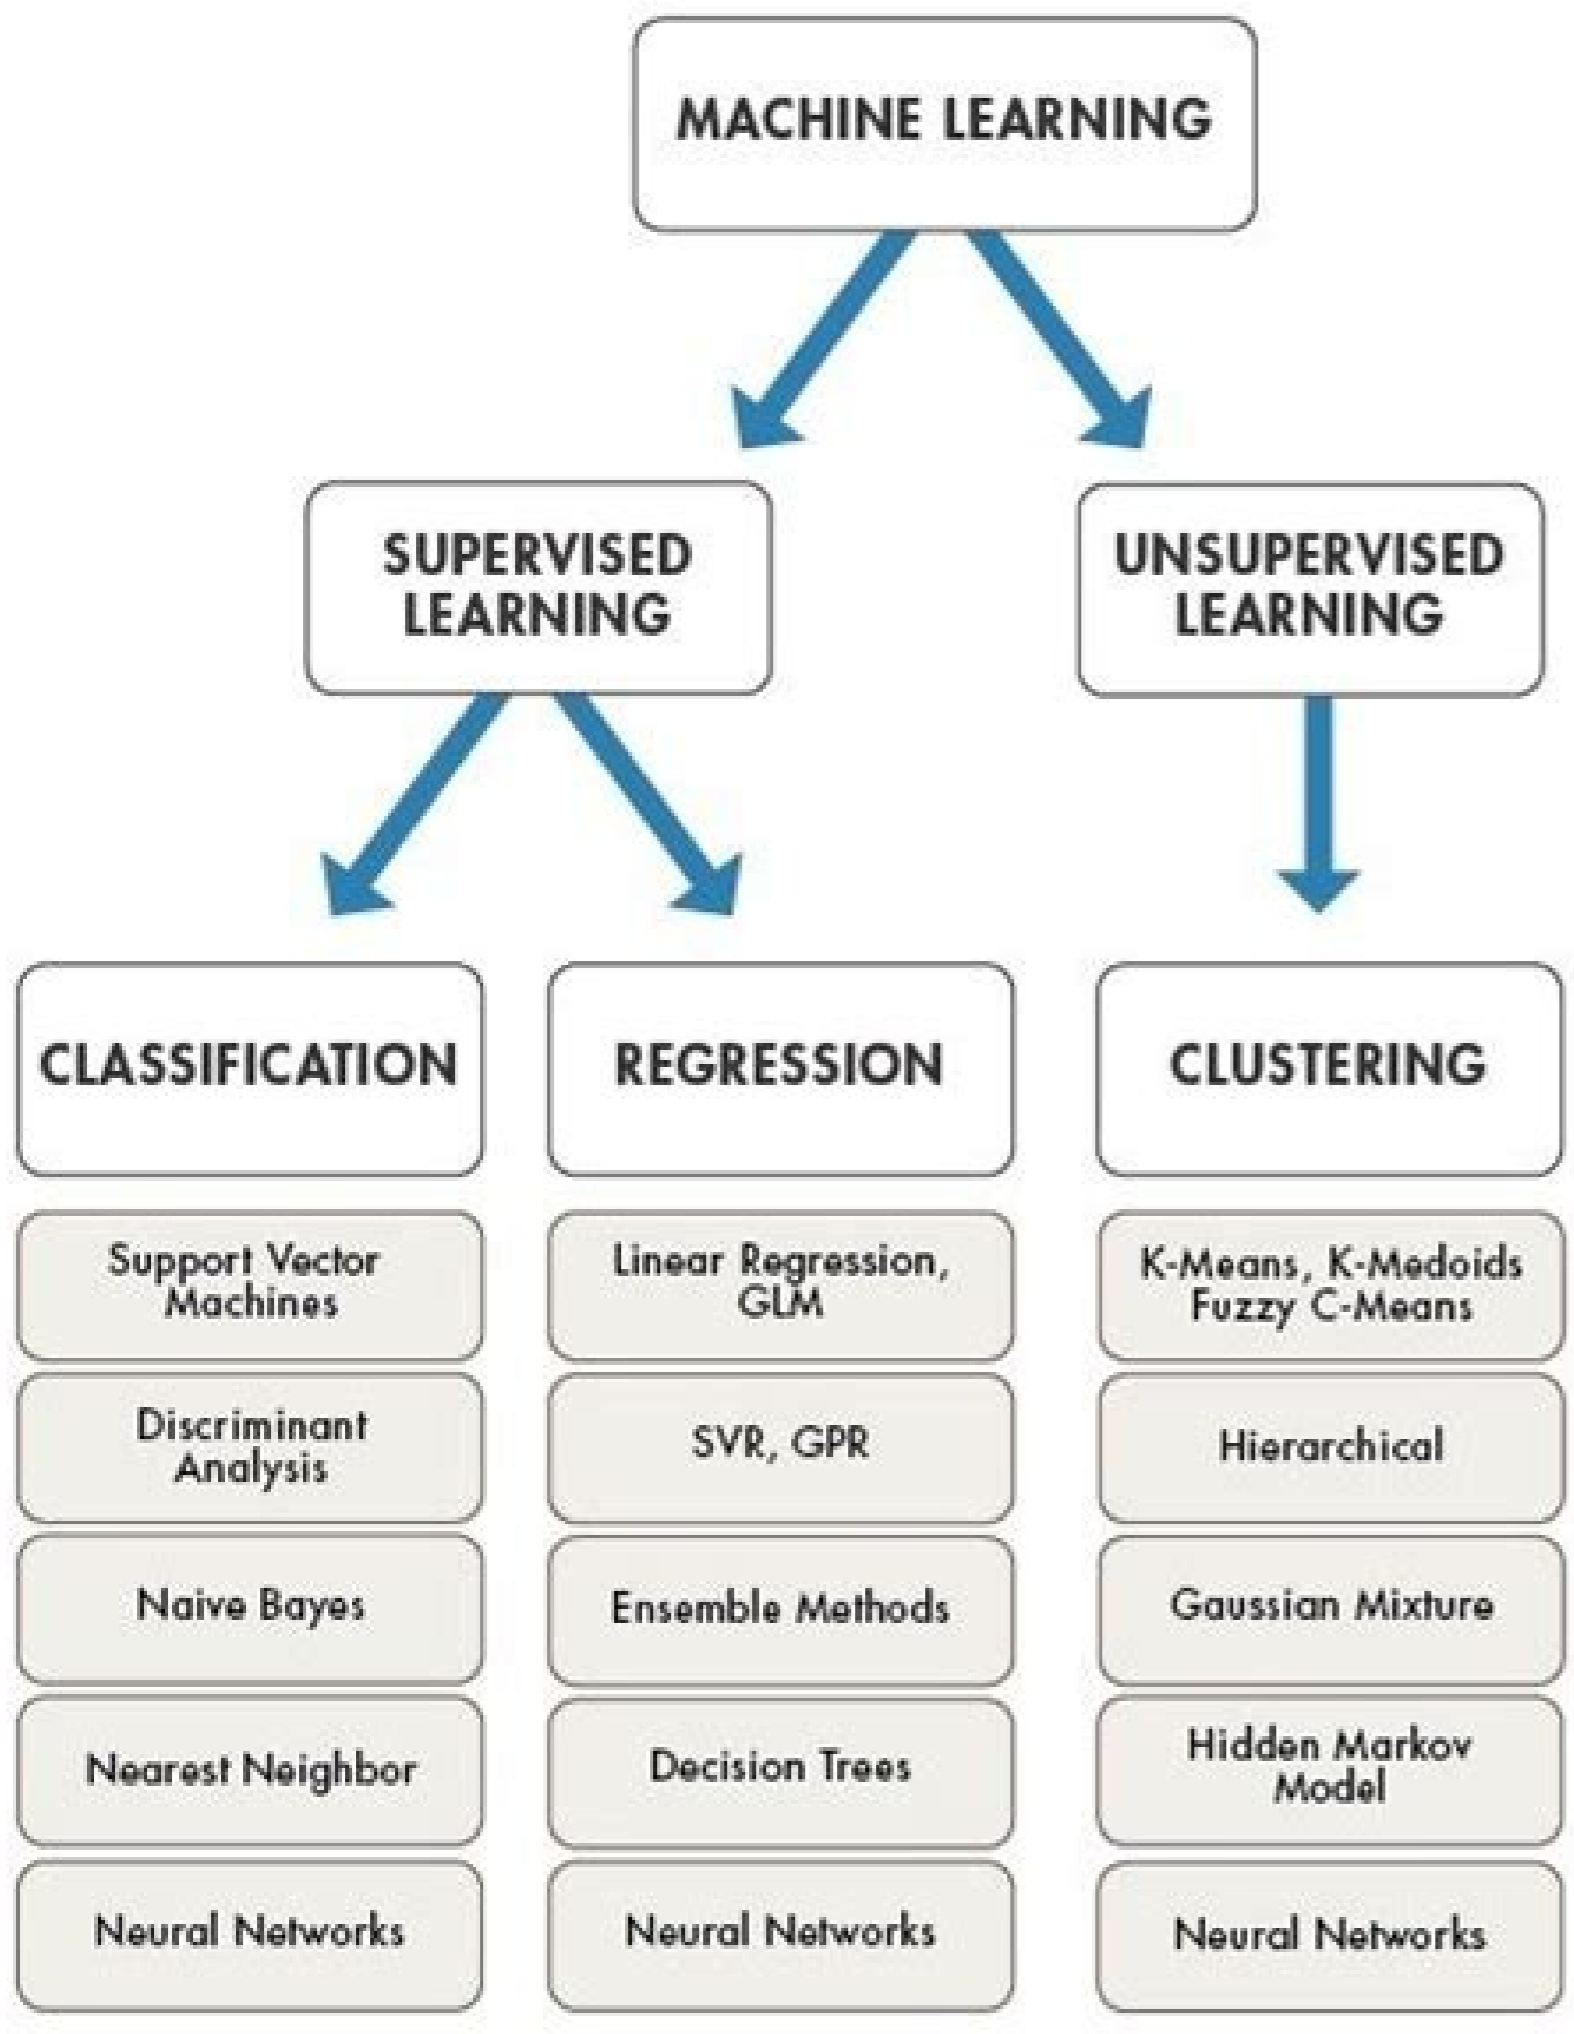 MACHINE LEARNING
SUPERVISED
LEARNING
UNSUPERVISED
LEARNING
CLASSIFICATION
REGRESSION
CLUSTERING
Support Vector
Machines
Discriminant
Analysis
Naive Bayes
Nearest Neighbor
Neural Networks
Linear Regression,
GLM
SVR, GPR
Ensemble Methods
Decision Trees
Neural Networks
K-Means, K-Medoids
Fuzzy C-Means
Hierarchical
Gaussian Mixture
Hidden Markov
Model
Neural Networks